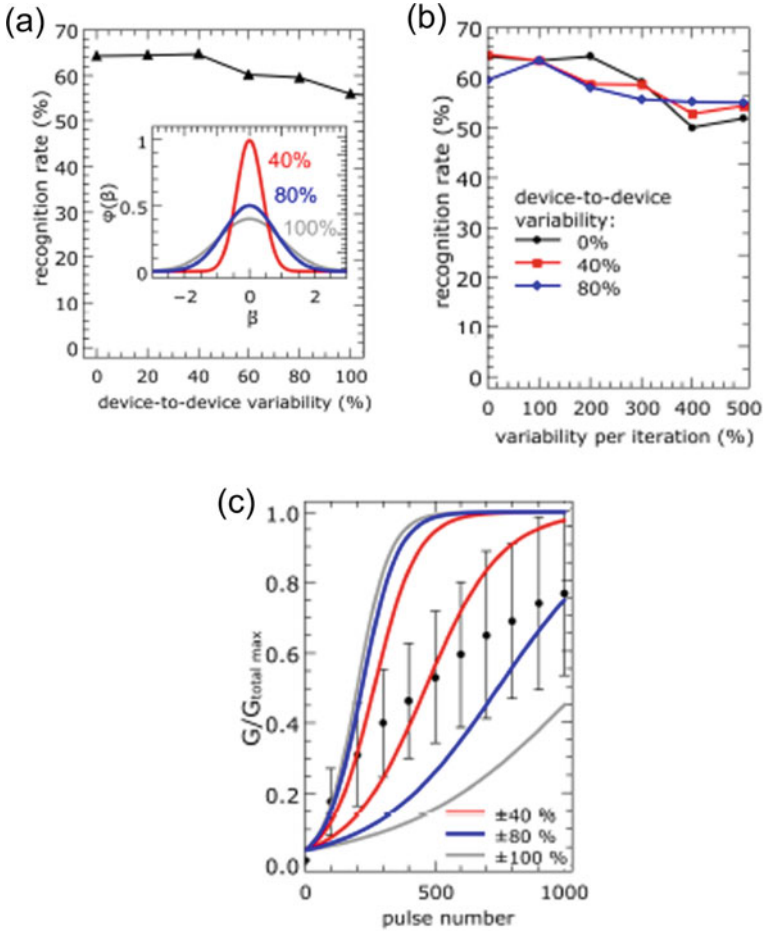 (a)
70
60
50
40
30
20
10
0
recognition rate (%)
0 20 40 60 80 100
device-to-device variability (%)
1
0.5
0
φ(β)
−2 0 2
β
40%
80%
100%
(b)
70
60
50
40
30
20
10
0
recognition rate (%)
device-to-device
variability:
0%
40%
80%
0 100 200 300 400 500
variability per iteration (%)
(c)
1.0
0.8
0.6
0.4
0.2
0.0
G/Gtotal max
±40 %
±80 %
±100 %
0 500 1000
pulse number